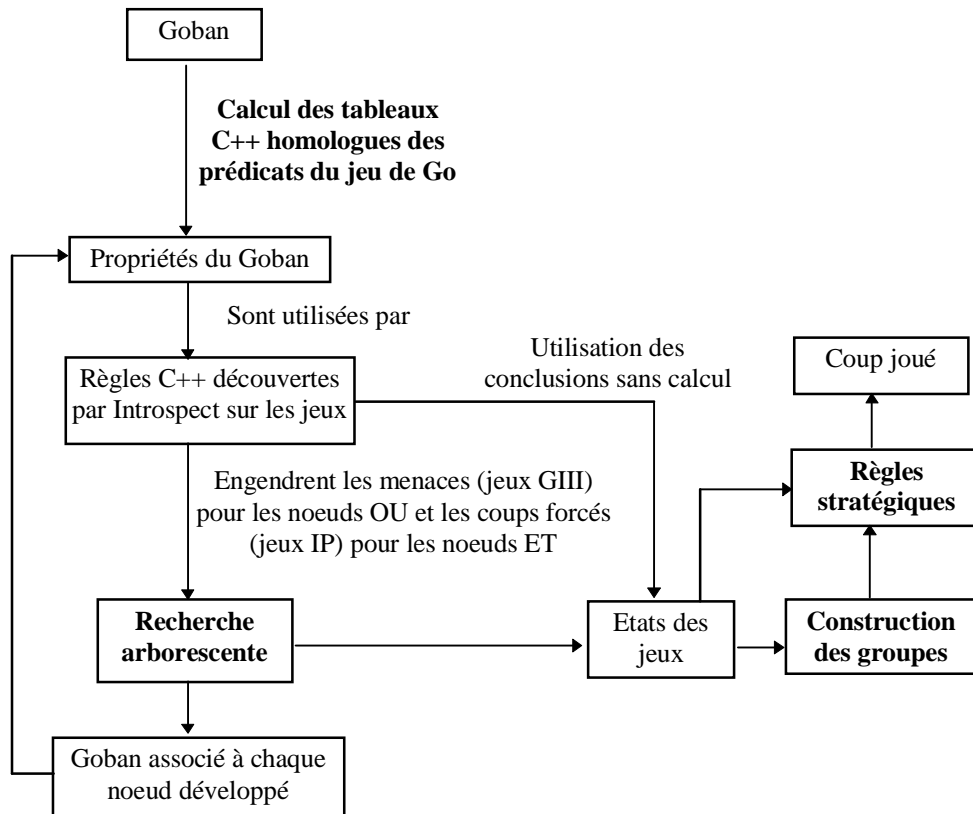 Goban
Calcul des tableaux
C++ homologues des
prédicats du jeu de Go
Propriétés du Goban
Sont utilisées par
Utilisation des
conclusions sans calcul
Coup joué
Règles C++ découvertes
par Introspect sur les jeux
Engendrent les menaces (jeux GIII)
pour les noeuds OU et les coups forcés
(jeux IP) pour les noeuds ET
Règles
stratégiques
Recherche
arborescente
Etats des
jeux
Construction
des groupes
Goban associé à chaque
noeud développé